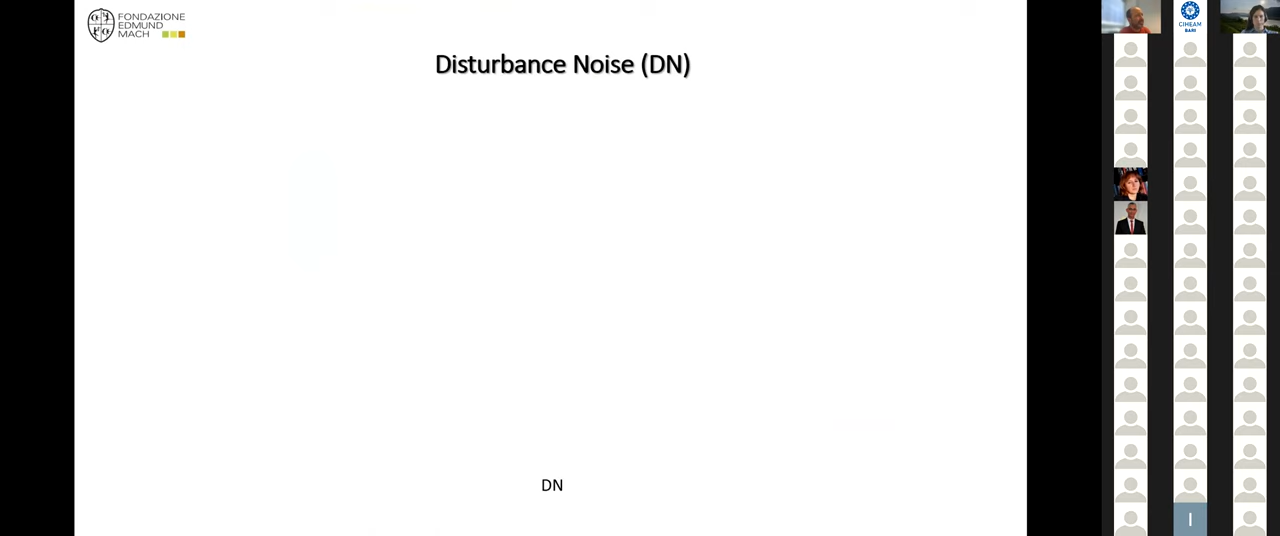 FONDAZIONE
EDMUND
MACH
Disturbance Noise (DN)
DN
CIHEAM
BARI
I